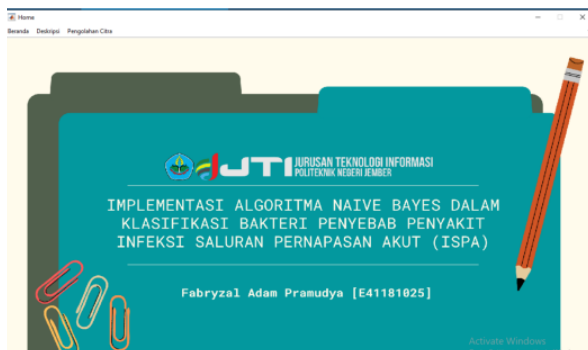 Home
Beranda Deskripsi Pengolahan Citra
JTI JURUSAN TEKNOLOGI INFORMASI
POLITEKNIK NEGERI JEMBER
IMPLEMENTASI ALGORITMA NAIVE BAYES DALAM
KLASIFIKASI BAKTERI PENYEBAB PENYAKIT
INFEKSI SALURAN PERNAPASAN AKUT (ISPA)
Fabryzal Adam Pramudya [E41181025]
Activate Windows